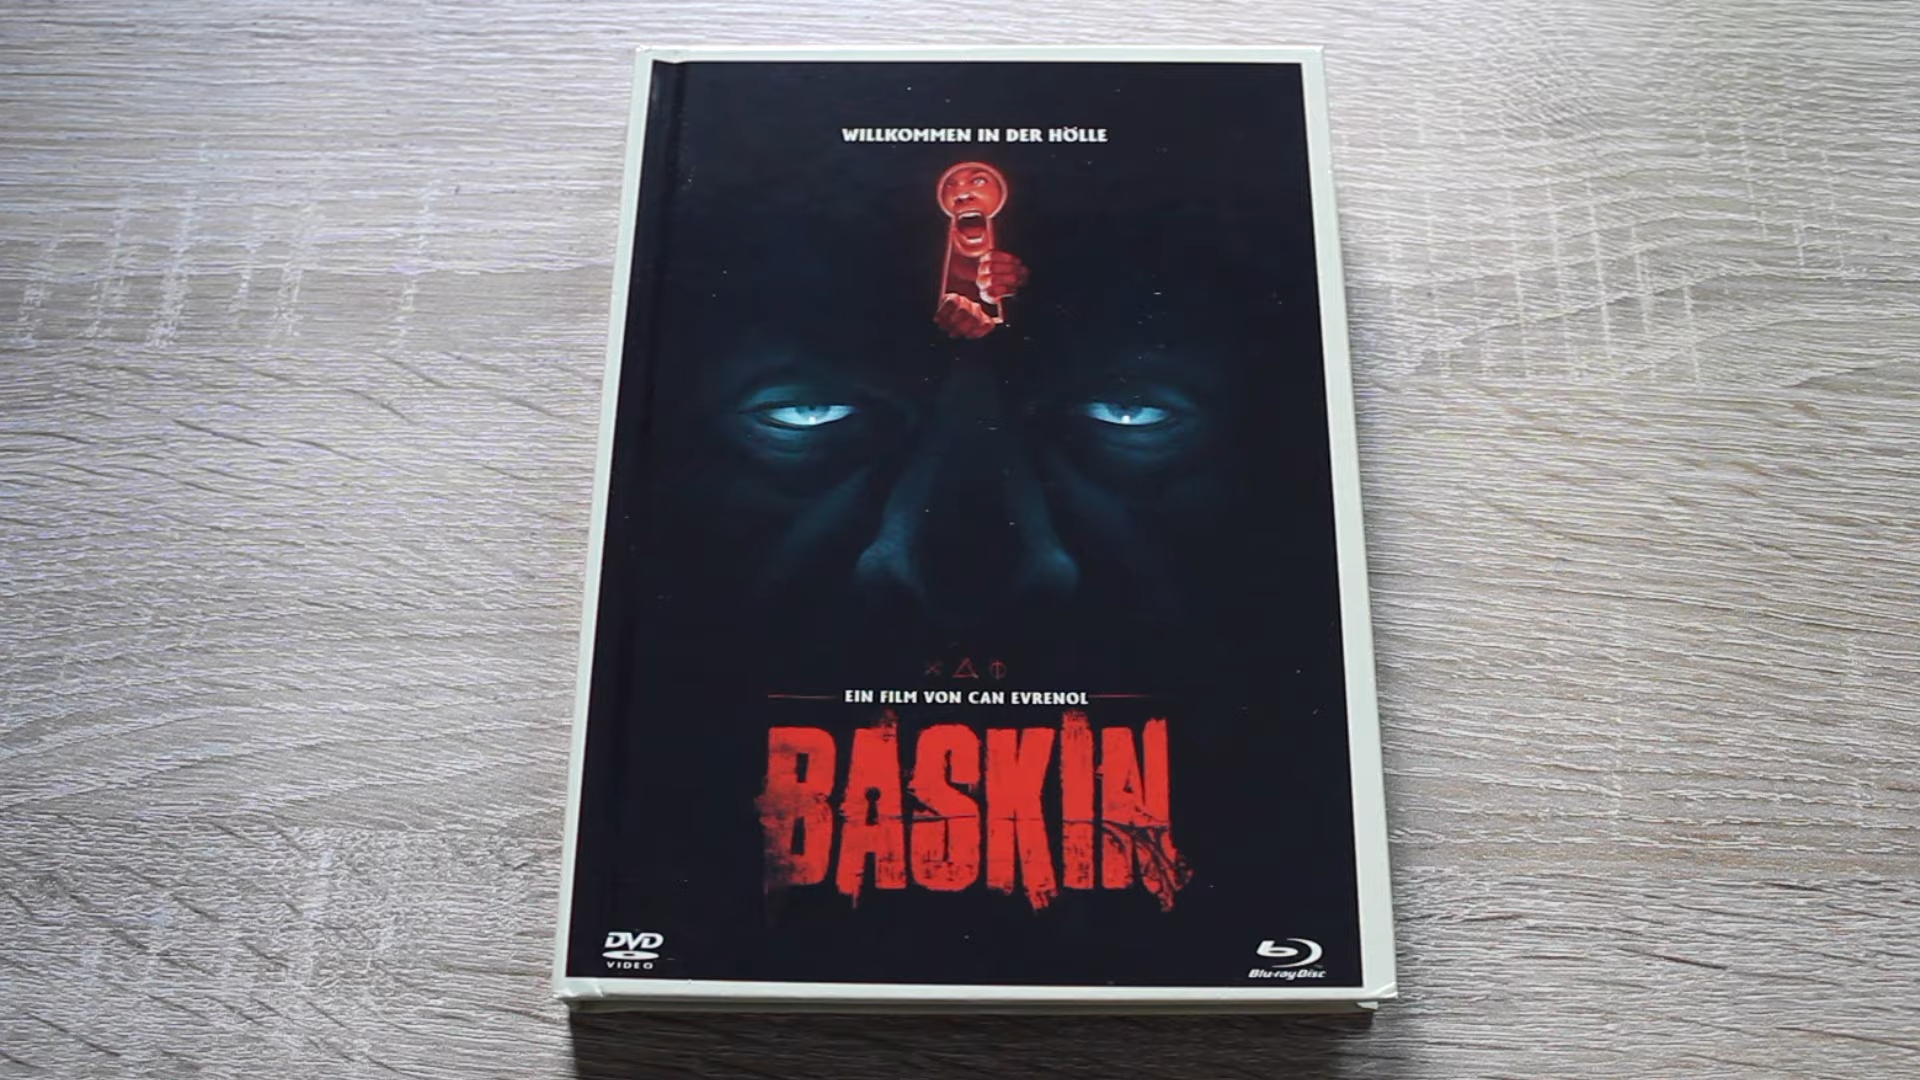 WILLKOMMEN IN DER HÖLLE
EIN FILM VON CAN EVRENOL
BASKIN
DVD
VIDEO
Blu-ray Disc